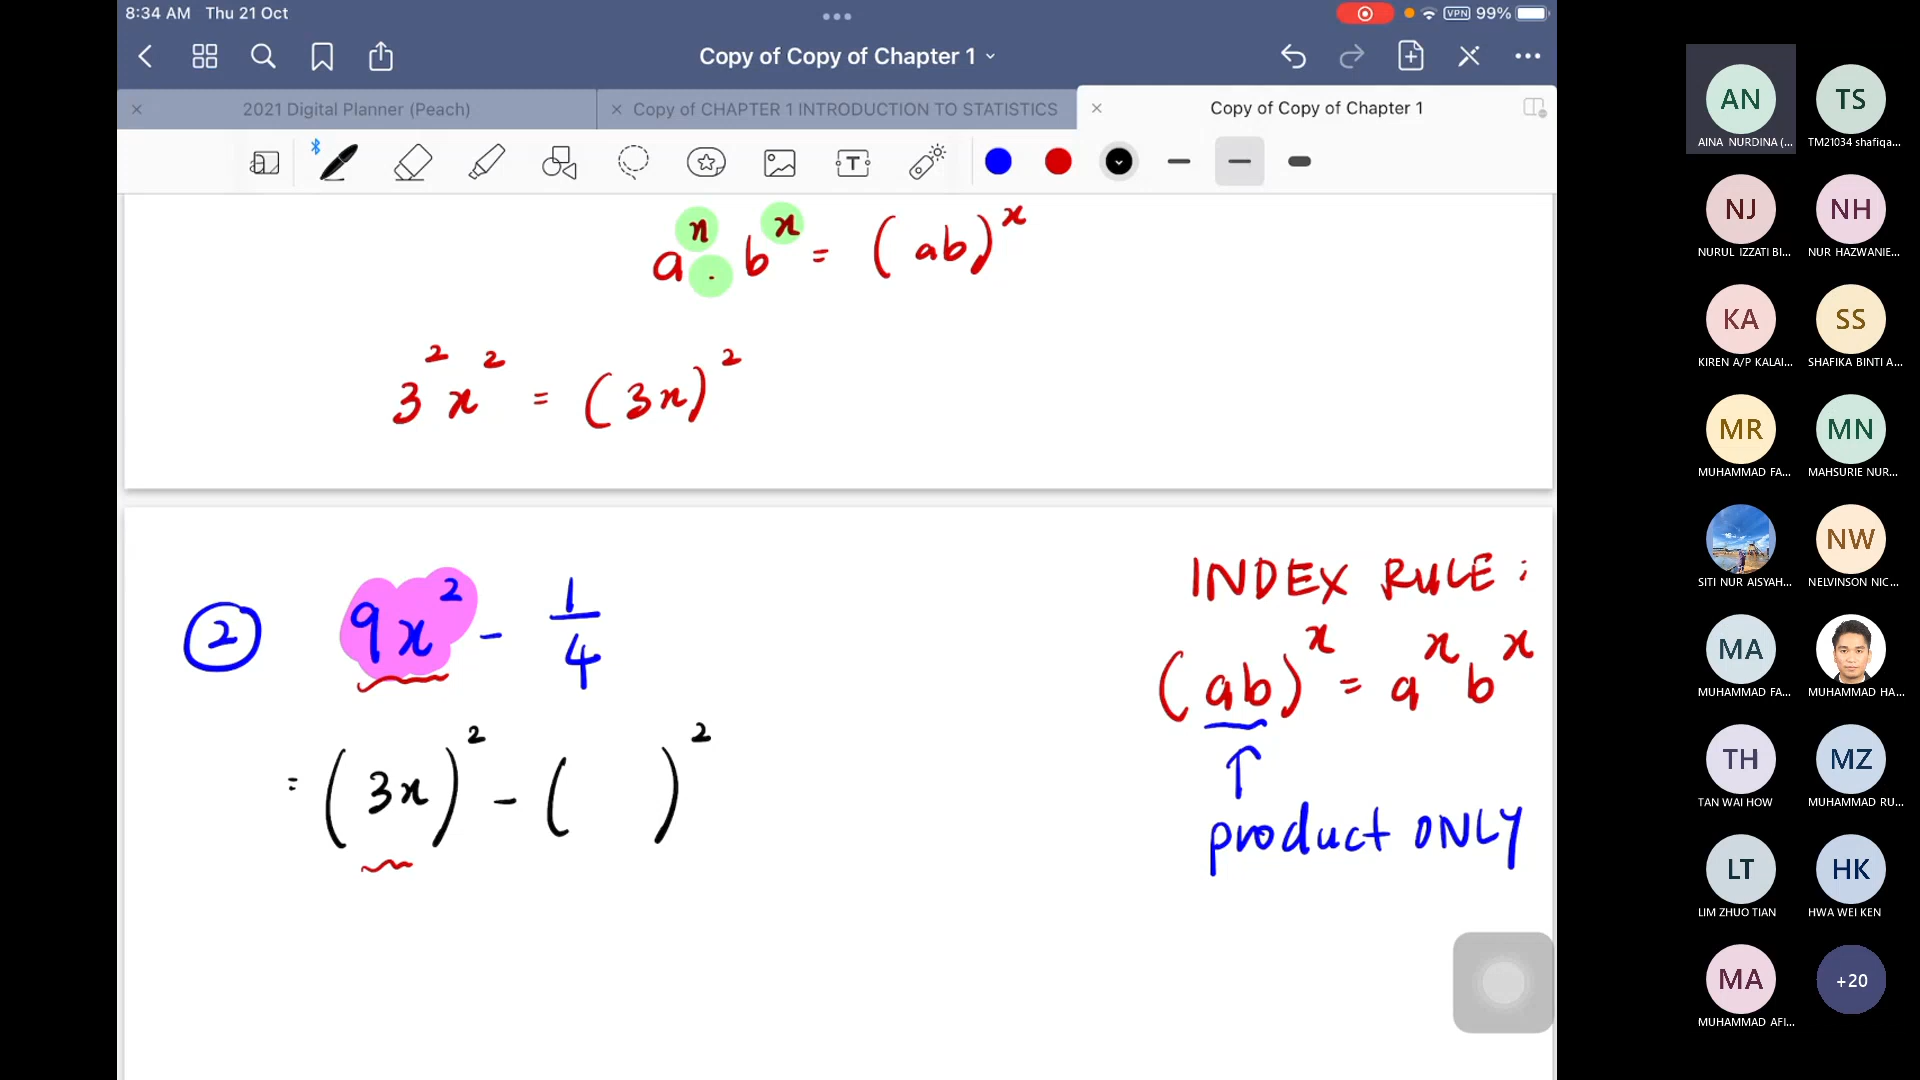 8:34 AM Thu 21 Oct
VPN 99%
Copy of Copy of Chapter 1
2021 Digital Planner (Peach)
Copy of CHAPTER 1 INTRODUCTION TO STATISTICS
Copy of Copy of Chapter 1
T
a^x . b^x = (ab)^x
3^2 x^2 = (3x)^2
② 9x^2 - 1/4
= (3x)^2 - ( )^2
INDEX RULE :
(ab)^x = a^x b^x
product ONLY
AN
AINA NURDINA (...
TS
TM21034 shafiqa...
NJ
NURUL IZZATI BI...
NH
NUR HAZWANIE...
KA
KIREN A/P KALAI...
SS
SHAFIKA BINTI A...
MR
MUHAMMAD FA...
MN
MAHSURIE NUR...
SITI NUR AISYAH...
NW
NELVINSON NIC...
MA
MUHAMMAD FA...
MUHAMMAD HA...
TH
TAN WAI HOW
MZ
MUHAMMAD RU...
LT
LIM ZHUO TIAN
HK
HWA WEI KEN
MA
MUHAMMAD AFI...
+20